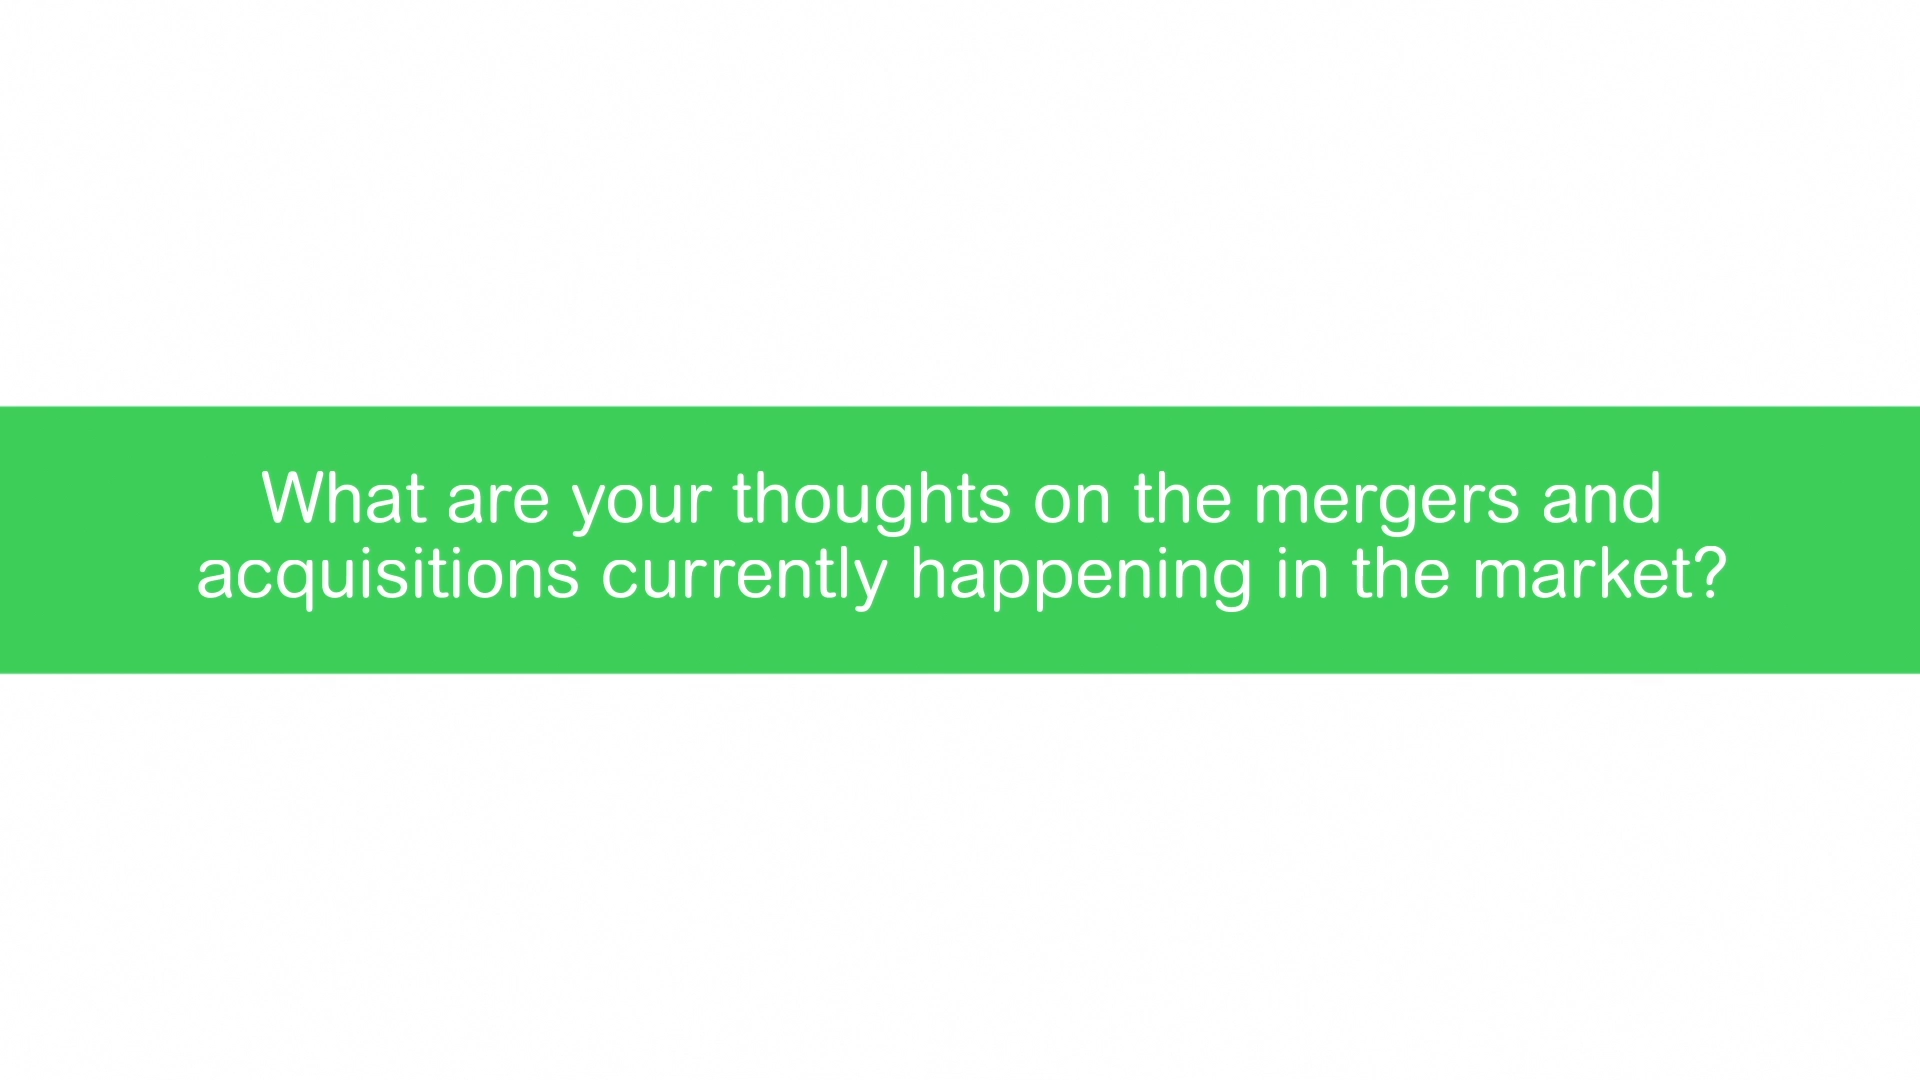 What are your thoughts on the mergers and
acquisitions currently happening in the market?